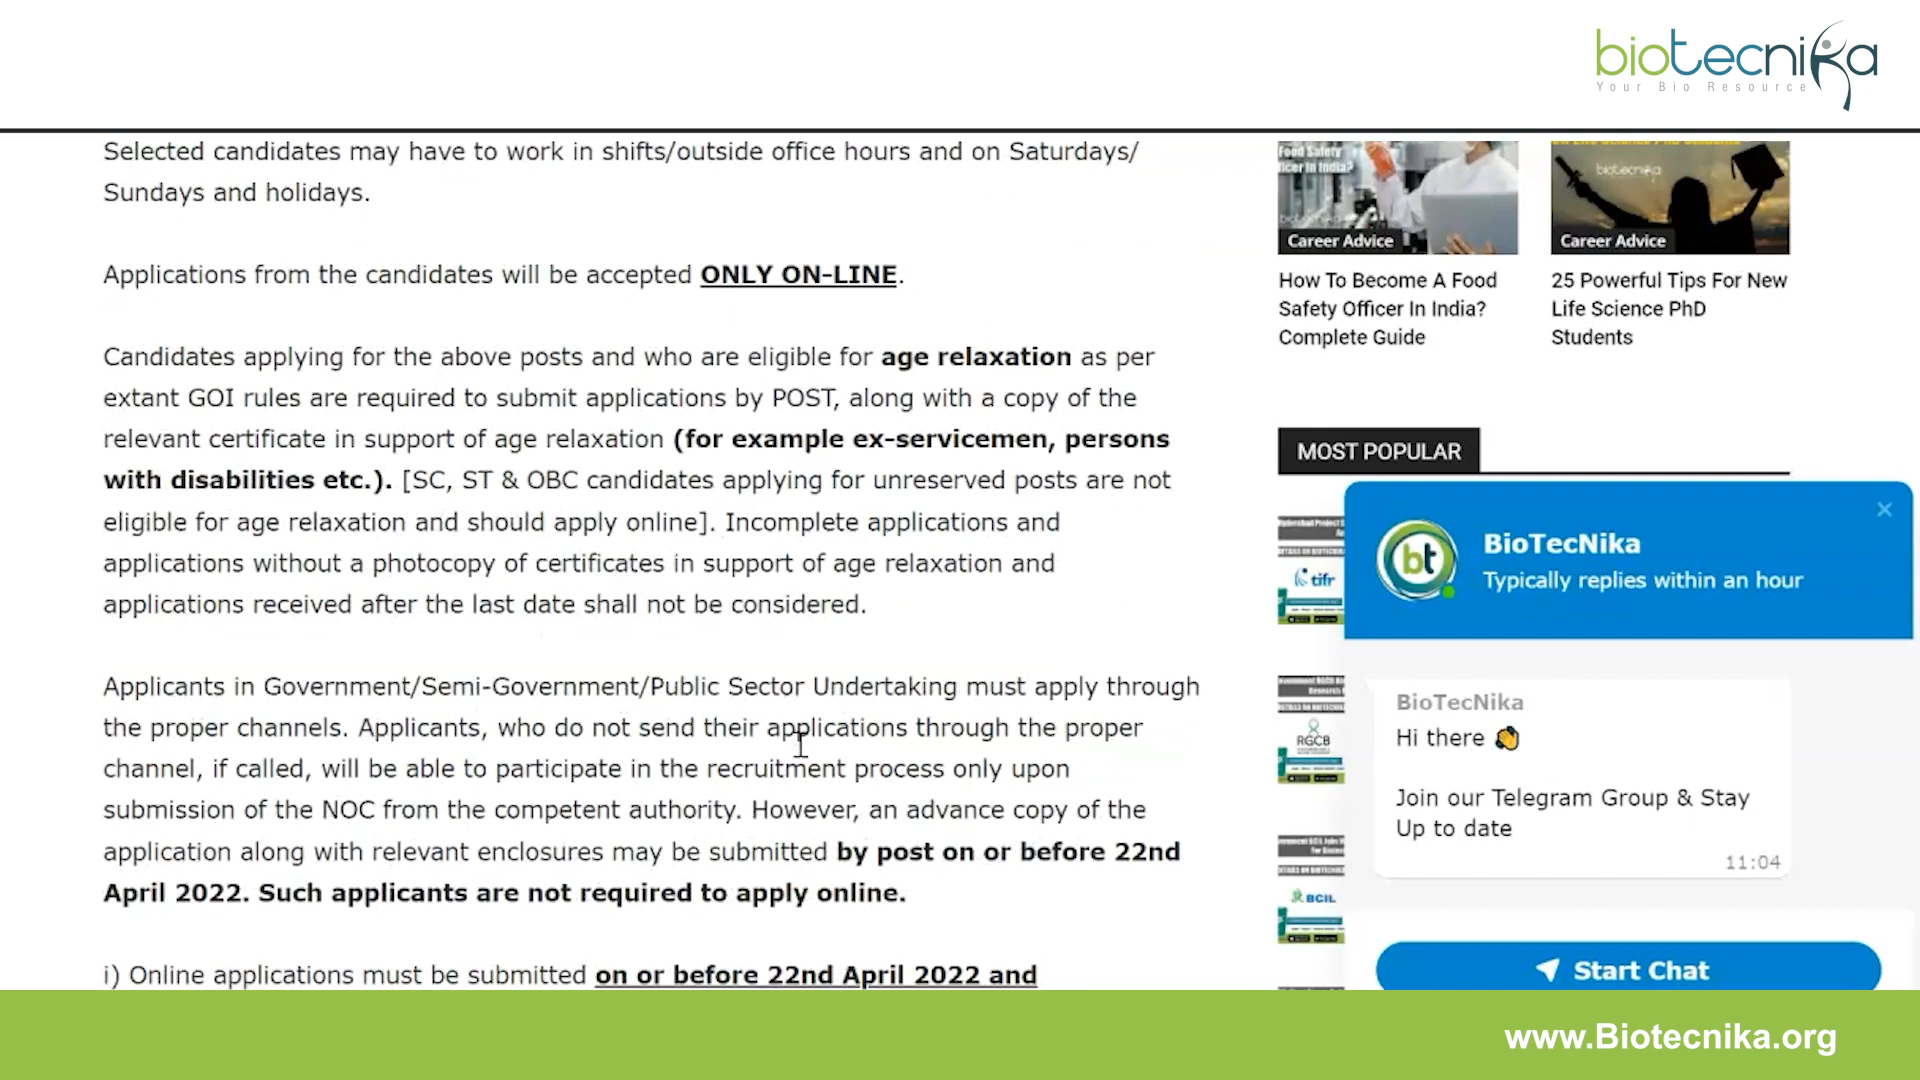 biotecnika
Your Bio Resource
Selected candidates may have to work in shifts/outside office hours and on Saturdays/
Sundays and holidays.
Applications from the candidates will be accepted ONLY ON-LINE.
Candidates applying for the above posts and who are eligible for age relaxation as per
extant GOI rules are required to submit applications by POST, along with a copy of the
relevant certificate in support of age relaxation (for example ex-servicemen, persons
with disabilities etc.). [SC, ST & OBC candidates applying for unreserved posts are not
eligible for age relaxation and should apply online]. Incomplete applications and
applications without a photocopy of certificates in support of age relaxation and
applications received after the last date shall not be considered.
Applicants in Government/Semi-Government/Public Sector Undertaking must apply through
the proper channels. Applicants, who do not send their applications through the proper
channel, if called, will be able to participate in the recruitment process only upon
submission of the NOC from the competent authority. However, an advance copy of the
application along with relevant enclosures may be submitted by post on or before 22nd
April 2022. Such applicants are not required to apply online.
i) Online applications must be submitted on or before 22nd April 2022 and
Food Safety
ficer In India?
biotecnika
Career Advice
How To Become A Food
Safety Officer In India?
Complete Guide
biotecnika
Career Advice
25 Powerful Tips For New
Life Science PhD
Students
MOST POPULAR
tifr
RGCB
BCIL
bt
BioTecNika
Typically replies within an hour
×
BioTecNika
Hi there 👋
Join our Telegram Group & Stay
Up to date
11:04
Start Chat
www.Biotecnika.org